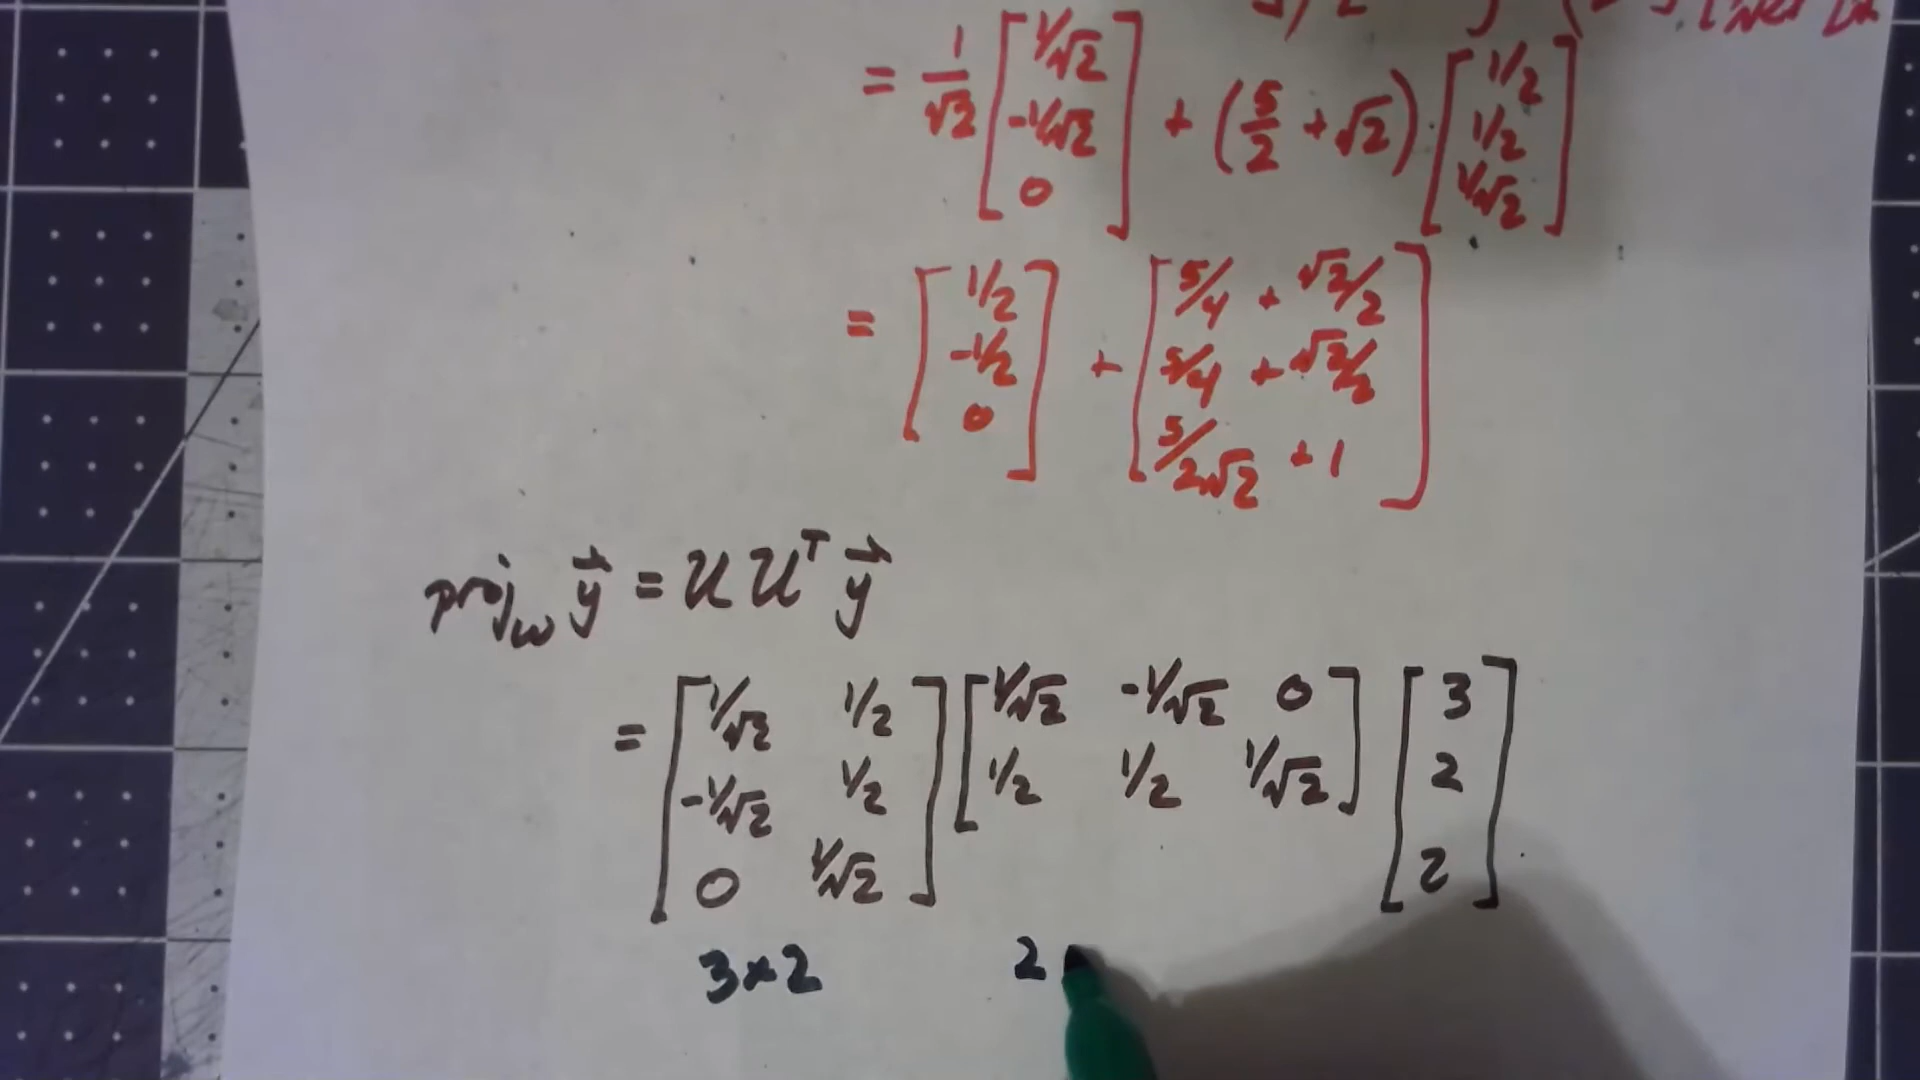 = 1/√2 [1/√2 -1/√2 0] + (5/2 + √2) [1/2 1/2 1/√2]
= [1/2 -1/2 0] + [5/4 + √2/2 5/4 + √2/2 5/2√2 + 1]
proj_W y⃗ = U Uᵀ y⃗
= [1/√2 1/2 -1/√2 1/2 0 1/√2] [1/√2 -1/√2 0 1/2 1/2 1/√2] [3 2 2]
3×2 2